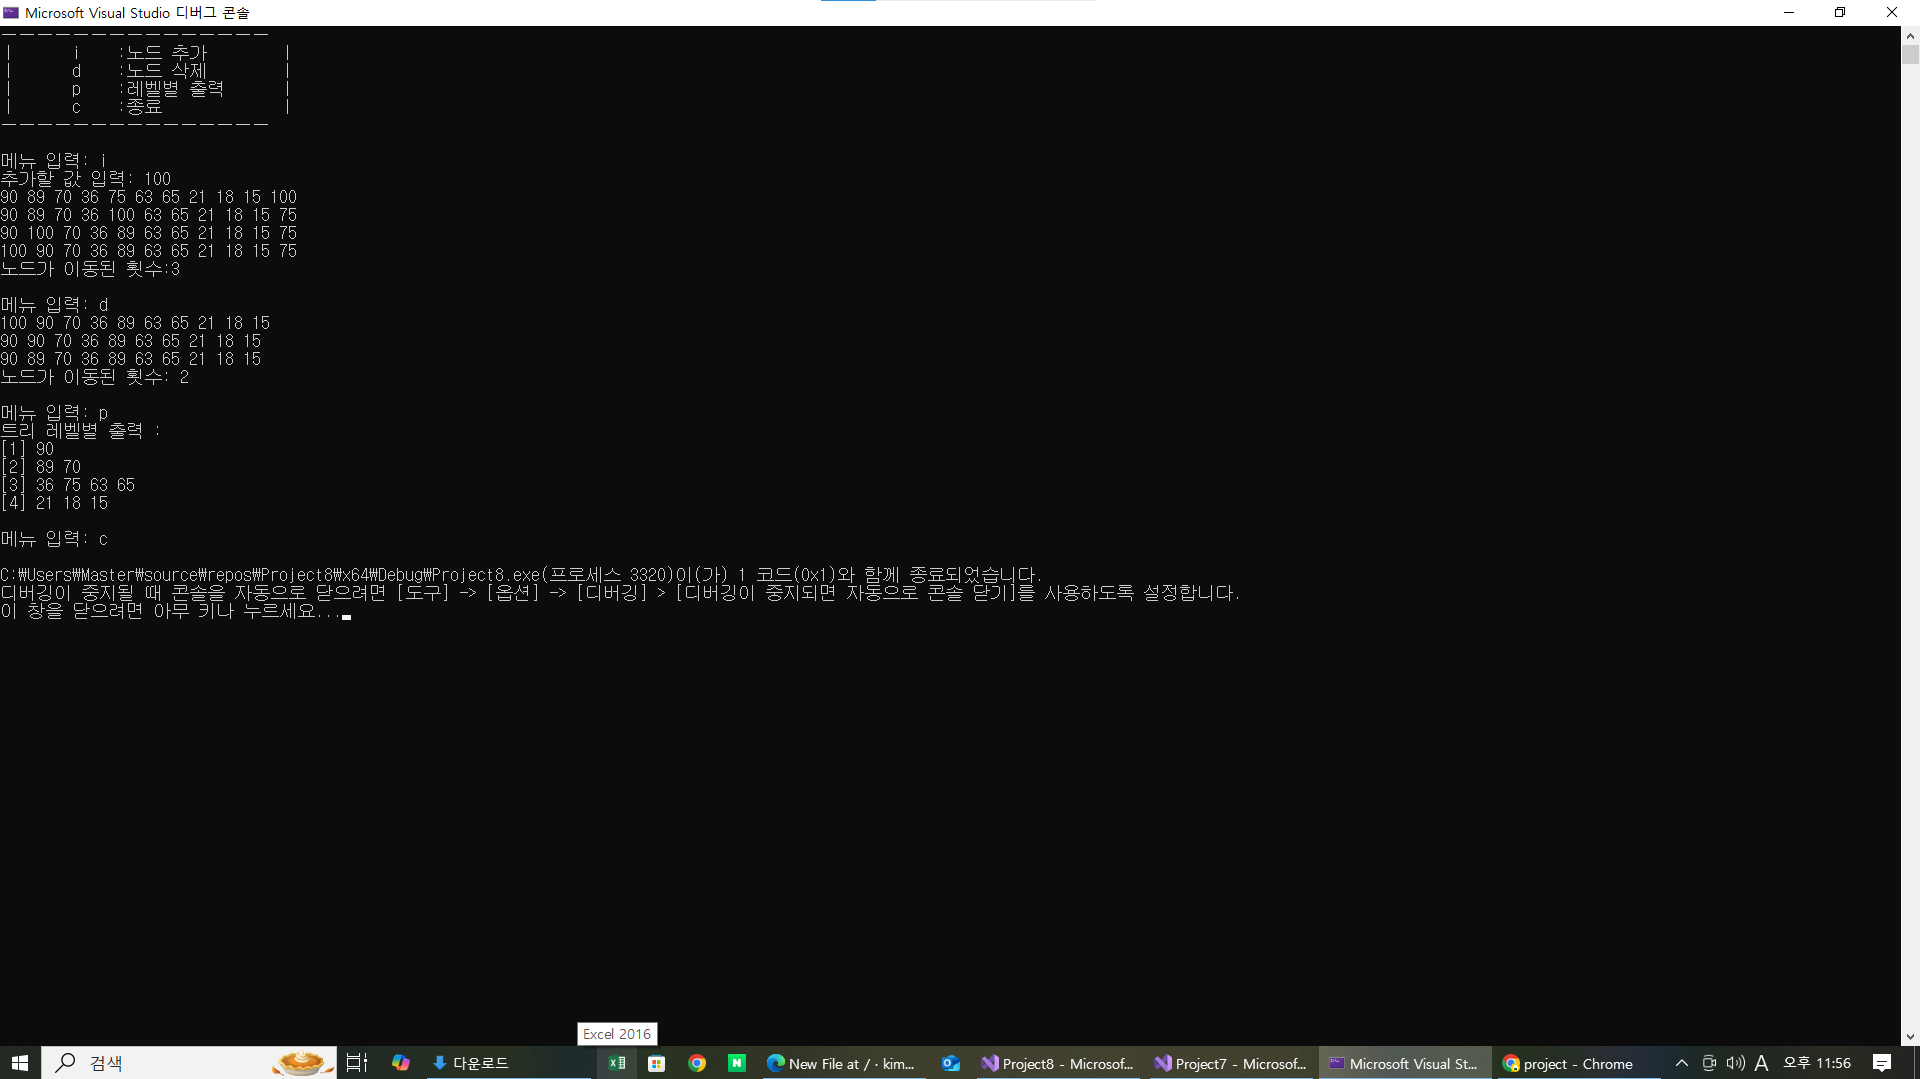 Microsoft Visual Studio 디버그 콘솔
---------------
|       i    :노드 추가        |
|       d    :노드 삭제        |
|       p    :레벨별 출력      |
|       c    :종료             |
---------------
메뉴 입력: i
추가할 값 입력: 100
90 89 70 36 75 63 65 21 18 15 100
90 89 70 36 100 63 65 21 18 15 75
90 100 70 36 89 63 65 21 18 15 75
100 90 70 36 89 63 65 21 18 15 75
노드가 이동된 횟수:3
메뉴 입력: d
100 90 70 36 89 63 65 21 18 15
90 90 70 36 89 63 65 21 18 15
90 89 70 36 89 63 65 21 18 15
노드가 이동된 횟수: 2
메뉴 입력: p
트리 레벨별 출력 :
[1] 90
[2] 89 70
[3] 36 75 63 65
[4] 21 18 15
메뉴 입력: c
C:₩Users₩Master₩source₩repos₩Project8₩x64₩Debug₩Project8.exe(프로세스 3320)이(가) 1 코드(0x1)와 함께 종료되었습니다.
디버깅이 중지될 때 콘솔을 자동으로 닫으려면 [도구] -> [옵션] -> [디버깅] > [디버깅이 중지되면 자동으로 콘솔 닫기]를 사용하도록 설정합니다.
이 창을 닫으려면 아무 키나 누르세요...
Excel 2016
검색
다운로드
New File at / · kim...
Project8 - Microsof...
Project7 - Microsof...
Microsoft Visual St...
project - Chrome
A
오후 11:56